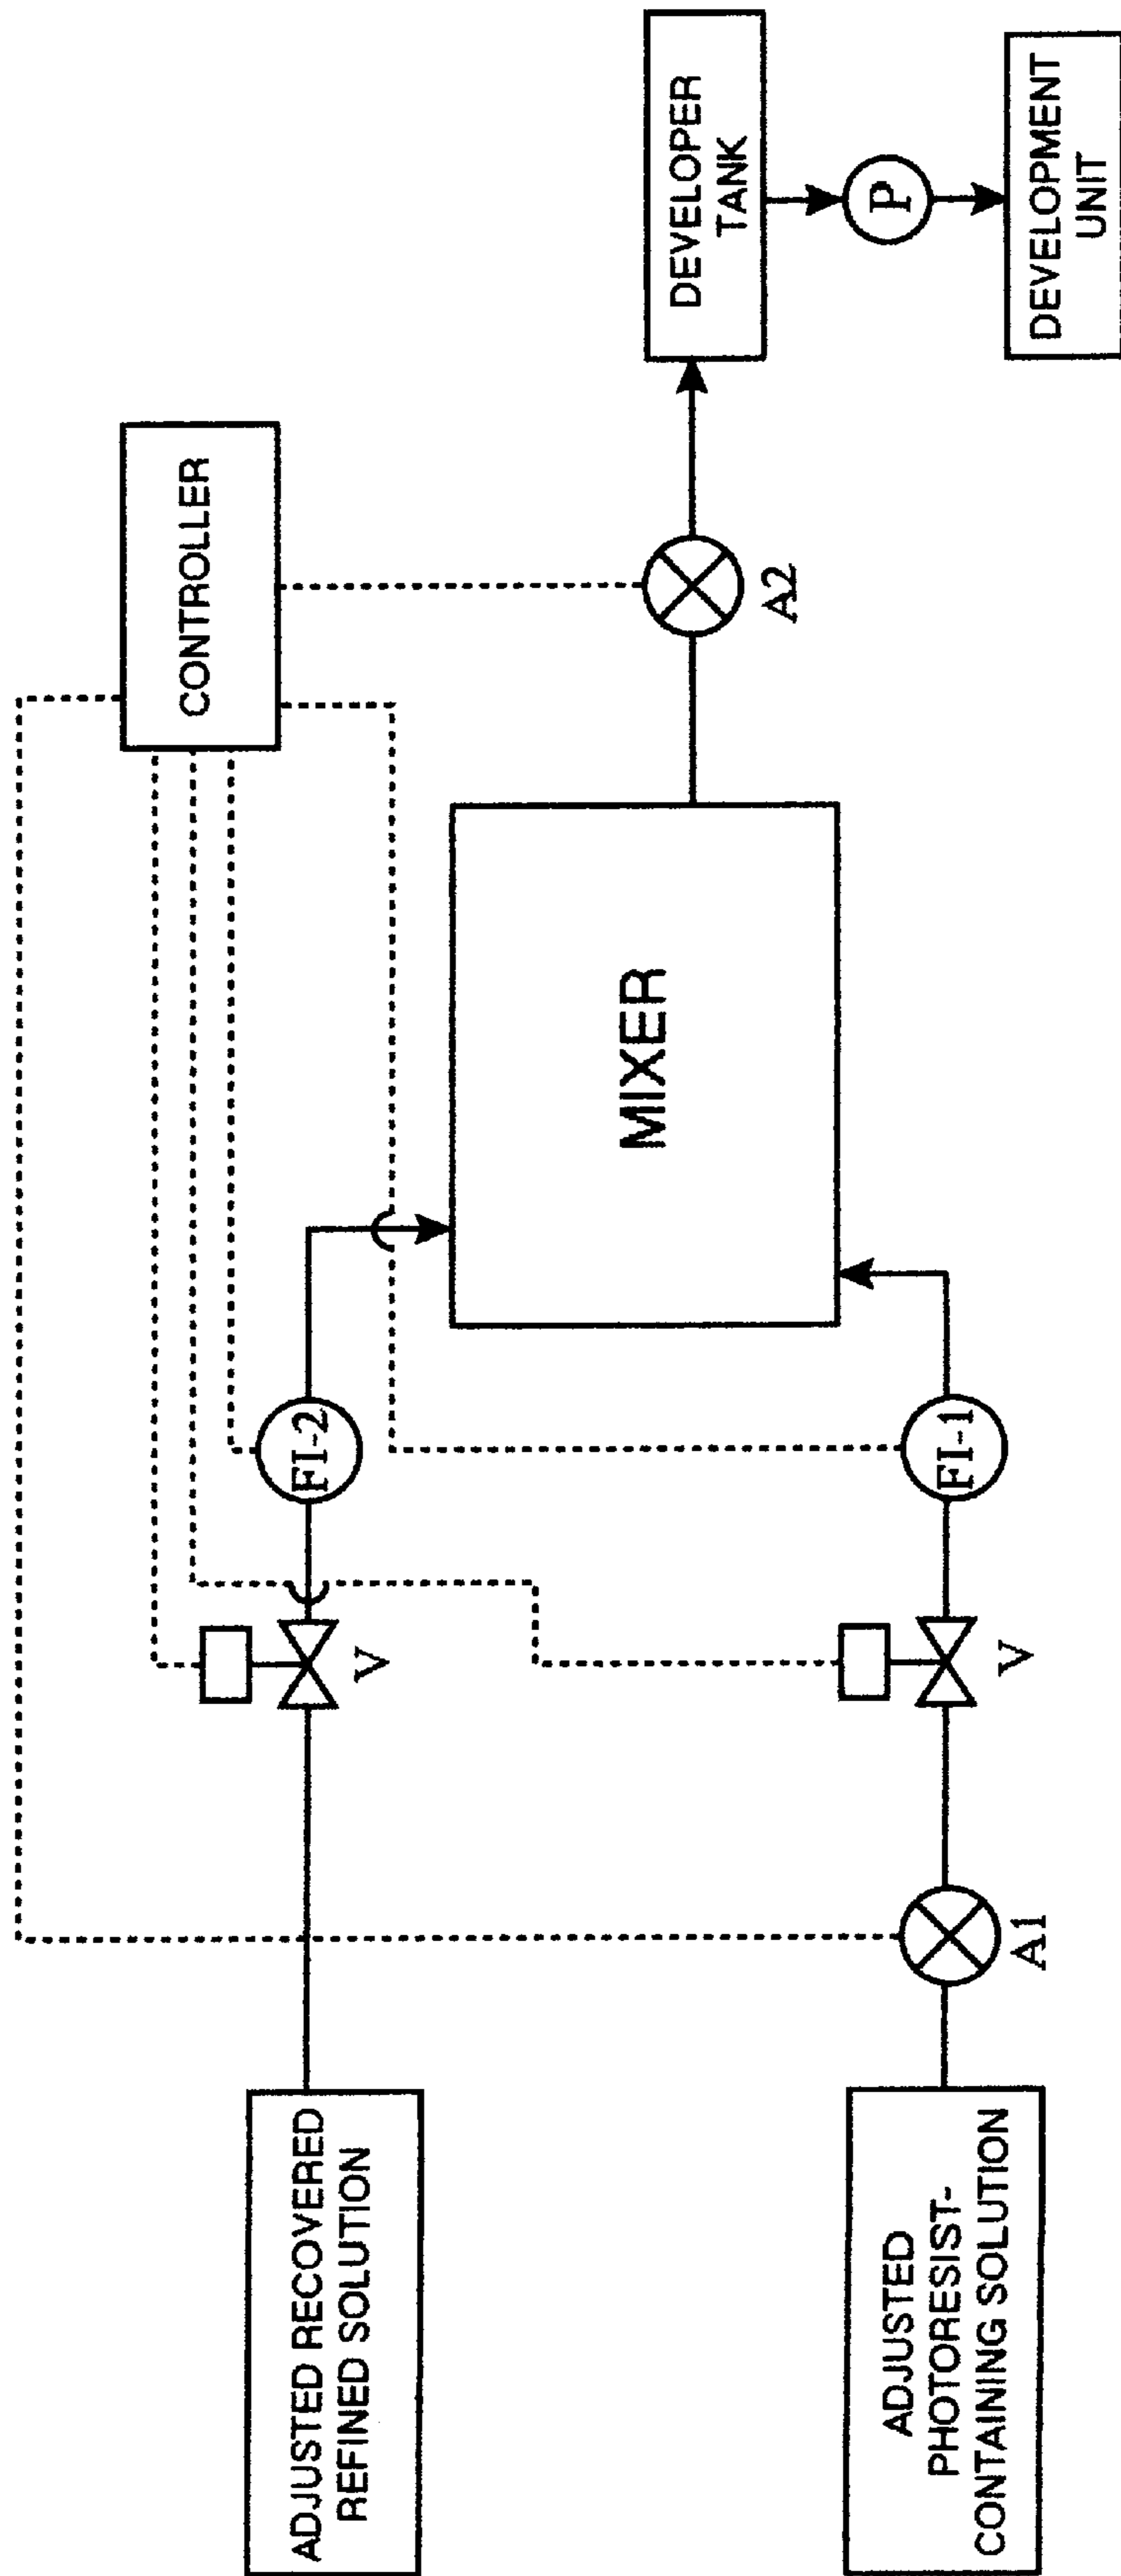 ADJUSTED RECOVERED
REFINED SOLUTION
V
FI-2
CONTROLLER
MIXER
ADJUSTED
PHOTORESIST-
CONTAINING SOLUTION
A1
V
FI-1
A2
DEVELOPER
TANK
P
DEVELOPMENT
UNIT